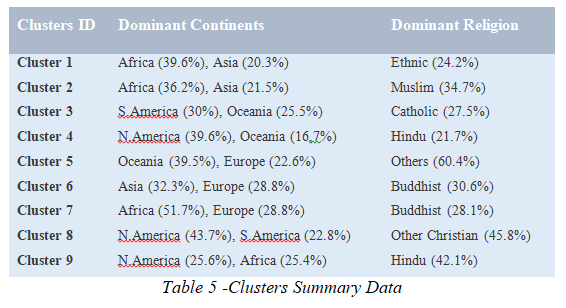 Clusters ID Dominant Continents Dominant Religion
Cluster 1 Africa (39.6%), Asia (20.3%) Ethnic (24.2%)
Cluster 2 Africa (36.2%), Asia (21.5%) Muslim (34.7%)
Cluster 3 S.America (30%), Oceania (25.5%) Catholic (27.5%)
Cluster 4 N.America (39.6%), Oceania (16.7%) Hindu (21.7%)
Cluster 5 Oceania (39.5%), Europe (22.6%) Others (60.4%)
Cluster 6 Asia (32.3%), Europe (28.8%) Buddhist (30.6%)
Cluster 7 Africa (51.7%), Europe (28.8%) Buddhist (28.1%)
Cluster 8 N.America (43.7%), S.America (22.8%) Other Christian (45.8%)
Cluster 9 N.America (25.6%), Africa (25.4%) Hindu (42.1%)
Table 5 -Clusters Summary Data